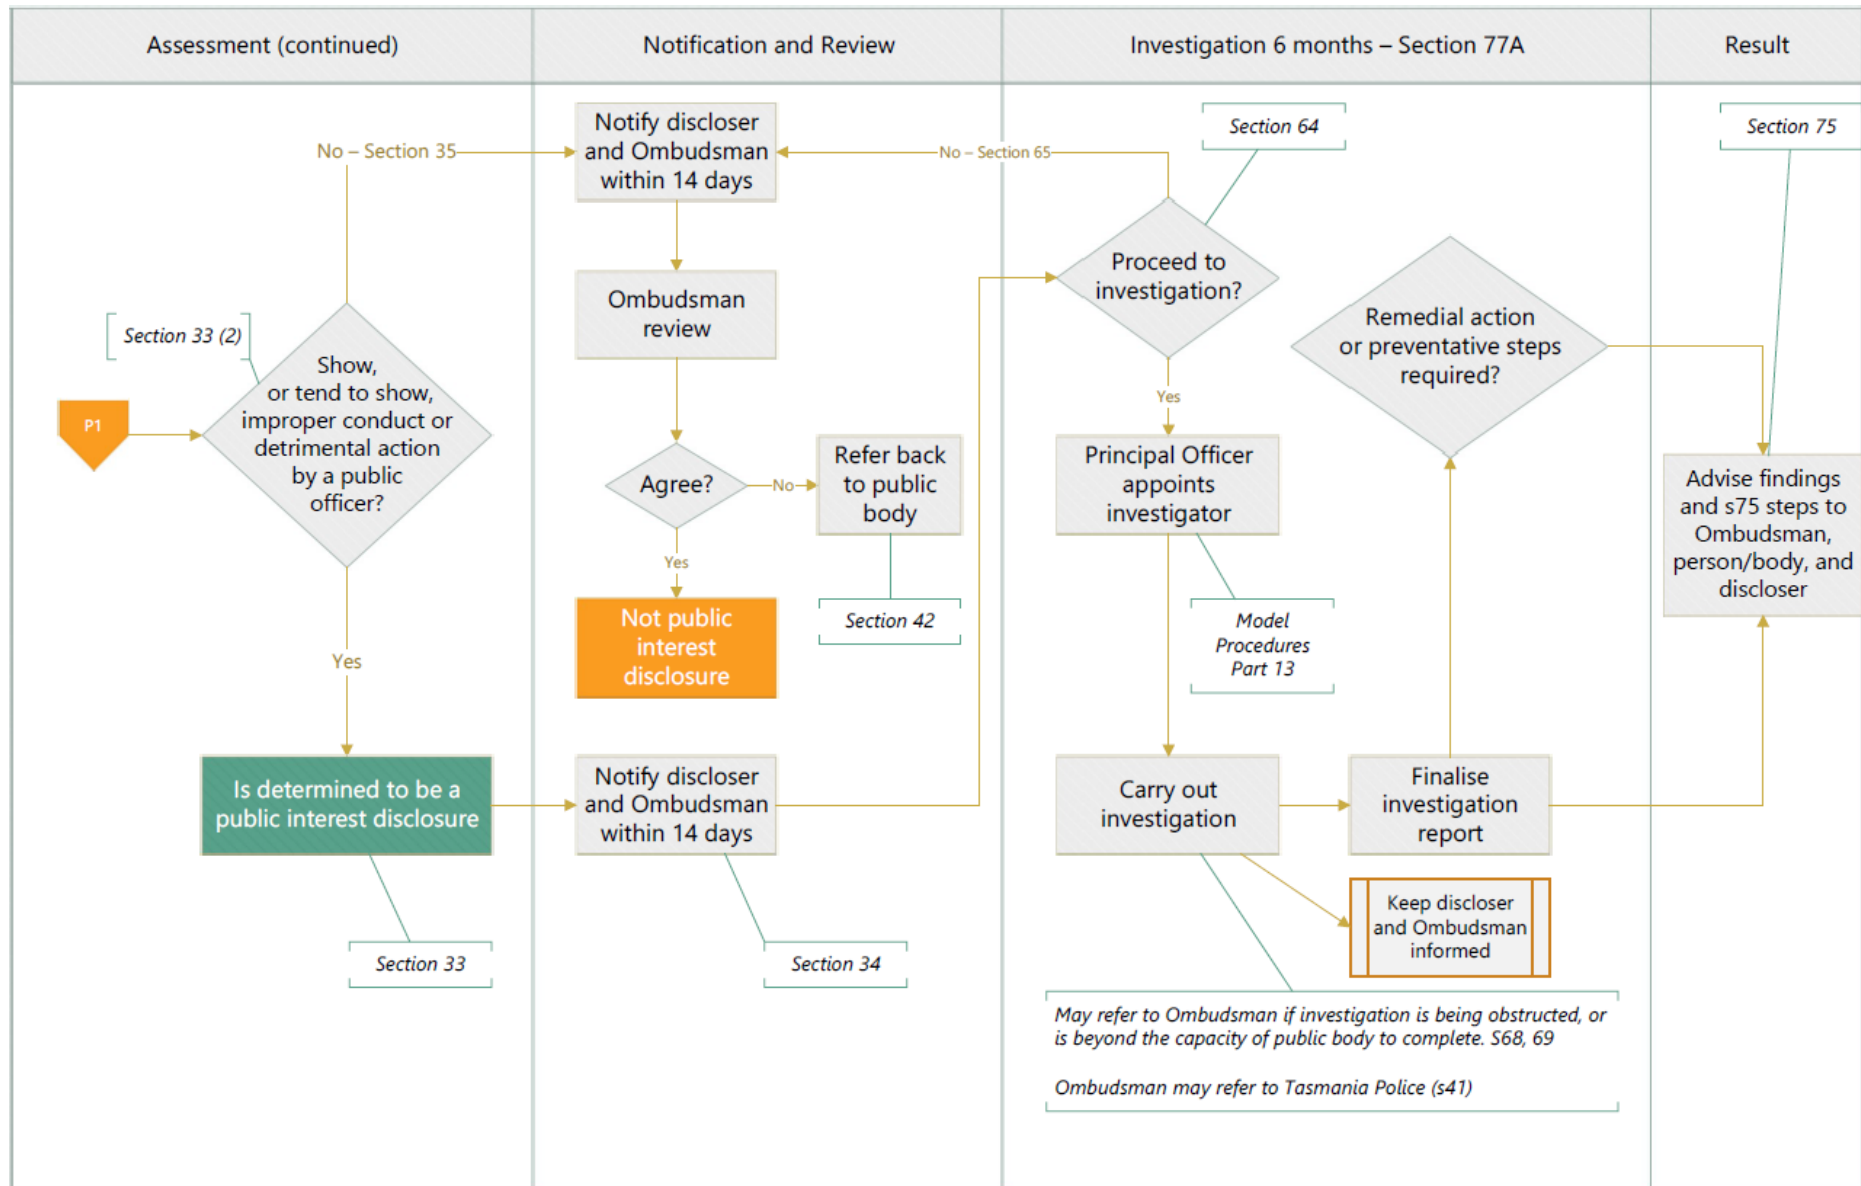 Assessment (continued)
Notification and Review
Investigation 6 months – Section 77A
Result
P1
Section 33 (2)
Show,
or tend to show,
improper conduct or
detrimental action
by a public
officer?
No – Section 35
Yes
Is determined to be a
public interest disclosure
Section 33
Notify discloser
and Ombudsman
within 14 days
Ombudsman
review
Agree?
No
Refer back
to public
body
Section 42
Yes
Not public
interest
disclosure
Notify discloser
and Ombudsman
within 14 days
Section 34
No – Section 65
Section 64
Proceed to
investigation?
Yes
Principal Officer
appoints
investigator
Model
Procedures
Part 13
Carry out
investigation
Finalise
investigation
report
Keep discloser
and Ombudsman
informed
May refer to Ombudsman if investigation is being obstructed, or
is beyond the capacity of public body to complete. S68, 69
Ombudsman may refer to Tasmania Police (s41)
Remedial action
or preventative steps
required?
Section 75
Advise findings
and s75 steps to
Ombudsman,
person/body, and
discloser